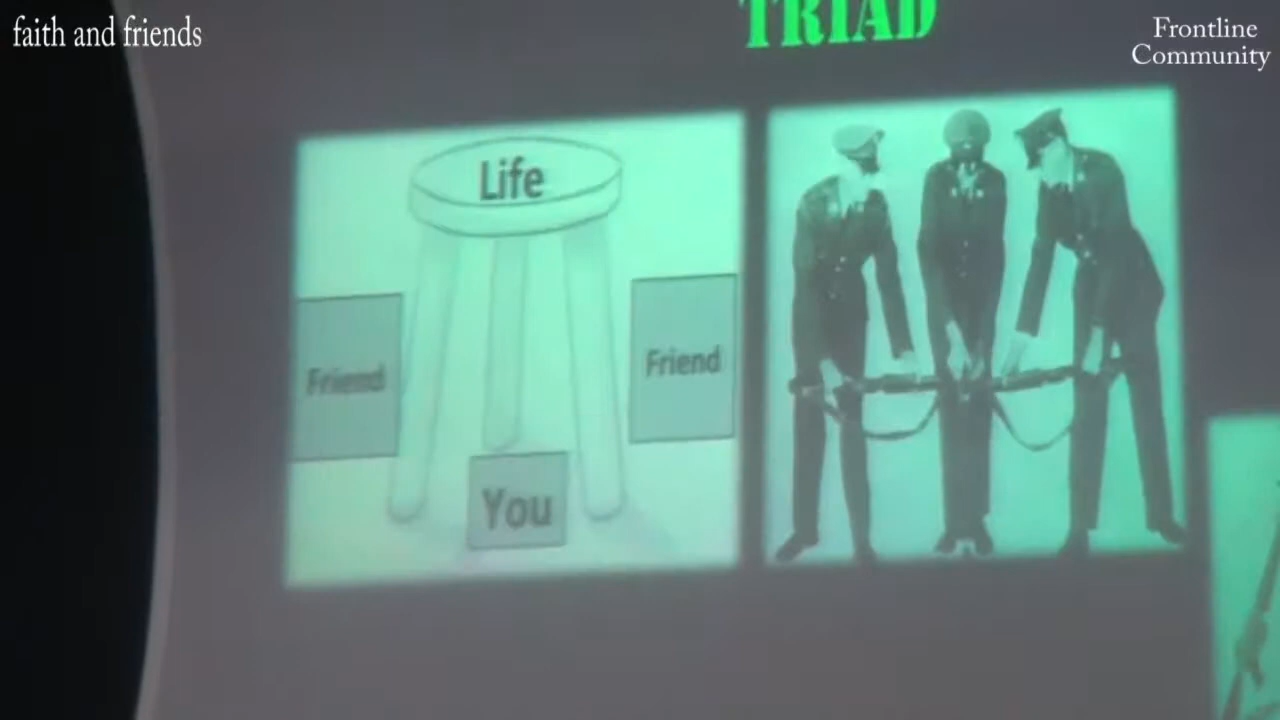 faith and friends
Frontline
Community
TRIAD
Life
Friend
Friend
You